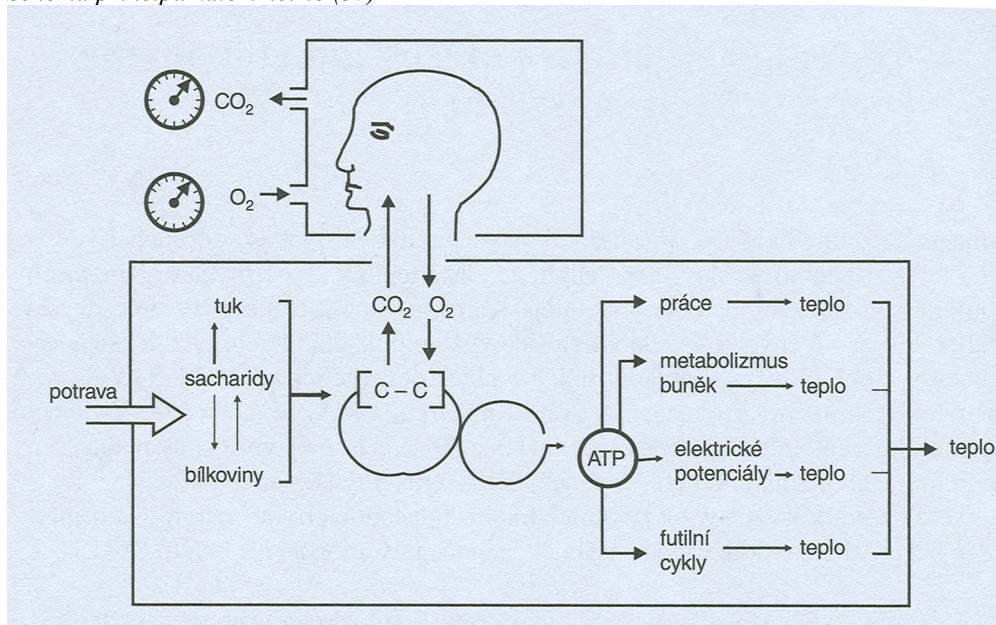 CO2
O2
CO2 O2
tuk
sacharidy
bílkoviny
potrava
[C – C]
ATP
práce
teplo
metabolizmus
buněk
teplo
elektrické
potenciály
teplo
futilní
cykly
teplo
teplo